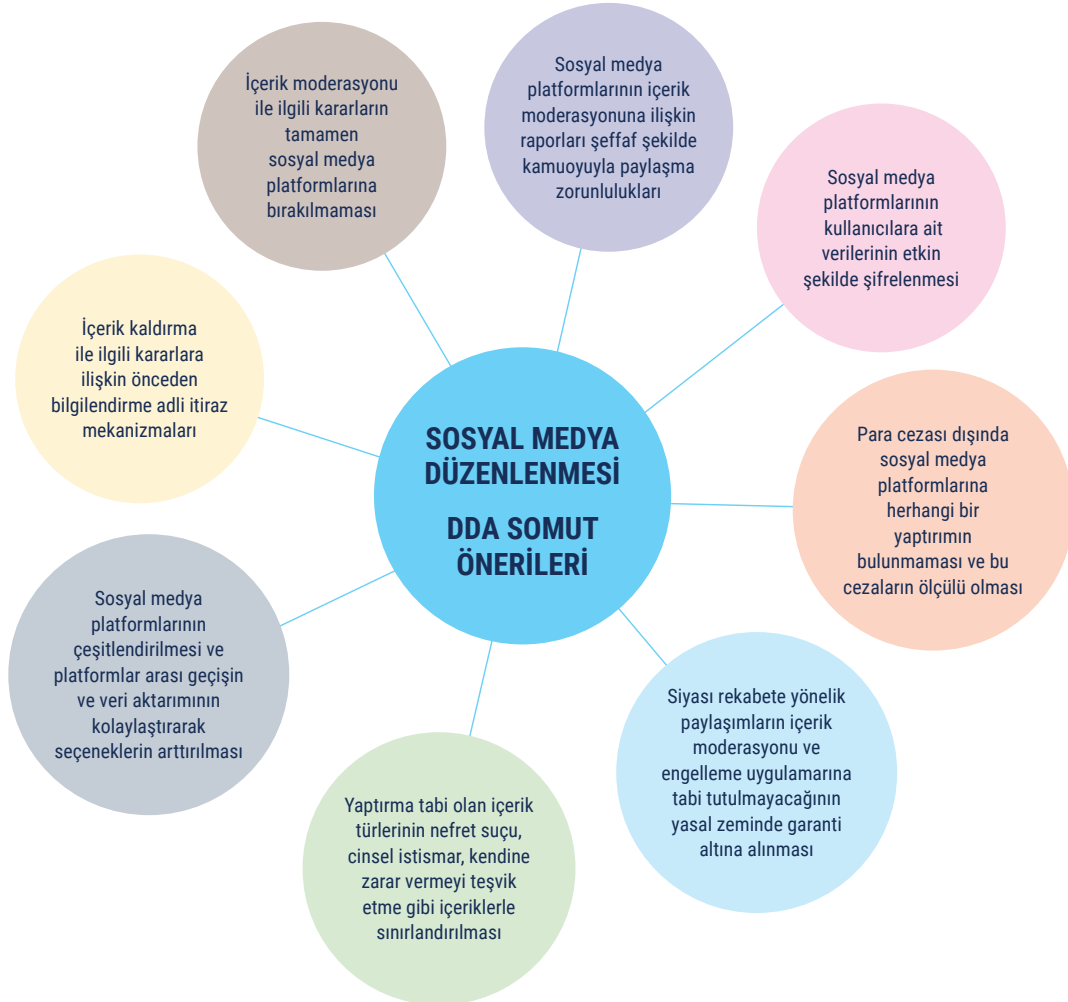 SOSYAL MEDYA
DÜZENLENMESİ
DDA SOMUT
ÖNERİLERİ
İçerik moderasyonu
ile ilgili kararların
tamamen
sosyal medya
platformlarına
bırakılmaması
Sosyal medya
platformlarının içerik
moderasyonuna ilişkin
raporları şeffaf şekilde
kamuoyuyla paylaşma
zorunlulukları
Sosyal medya
platformlarının
kullanıcılara ait
verilerinin etkin
şekilde şifrelenmesi
Para cezası dışında
sosyal medya
platformlarına
herhangi bir
yaptırımın
bulunmaması ve bu
cezaların ölçülü olması
Siyası rekabete yönelik
paylaşımların içerik
moderasyonu ve
engelleme uygulamarına
tabi tutulmayacağının
yasal zeminde garanti
altına alınması
Yaptırma tabi olan içerik
türlerinin nefret suçu,
cinsel istismar, kendine
zarar vermeyi teşvik
etme gibi içeriklerle
sınırlandırılması
Sosyal medya
platformlarının
çeşitlendirilmesi ve
platformlar arası geçişin
ve veri aktarımının
kolaylaştırarak
seçeneklerin arttırılması
İçerik kaldırma
ile ilgili kararlara
ilişkin önceden
bilgilendirme adli itiraz
mekanizmaları